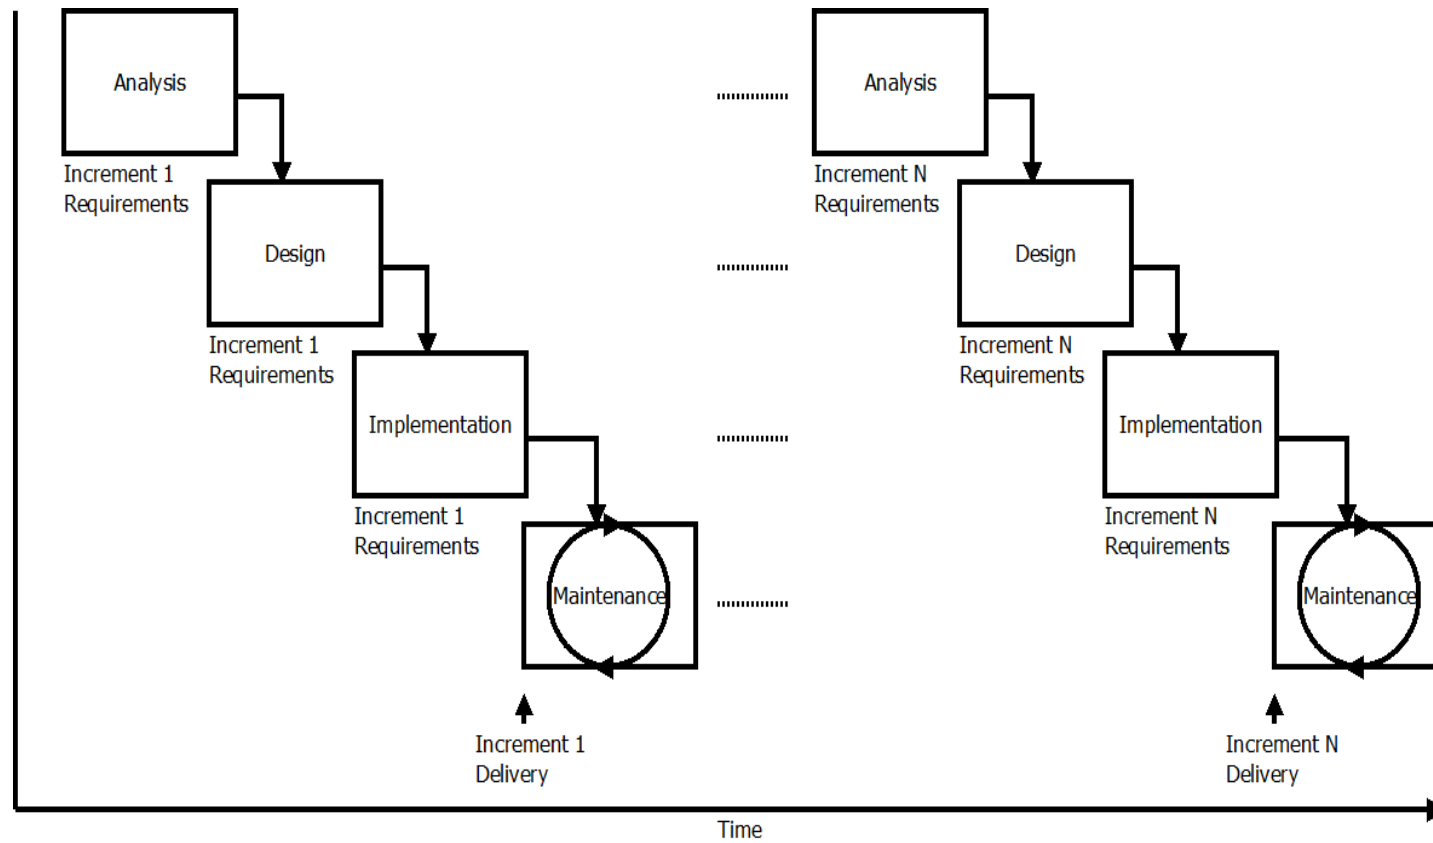 Analysis
Increment 1
Requirements
Design
Increment 1
Requirements
Implementation
Increment 1
Requirements
Maintenance
Increment 1
Delivery
Analysis
Increment N
Requirements
Design
Increment N
Requirements
Implementation
Increment N
Requirements
Maintenance
Increment N
Delivery
Time